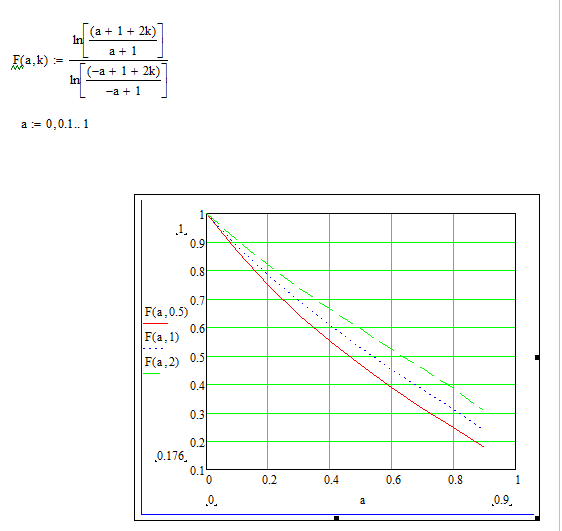 F(a,k) := ln[(a + 1 + 2k) / a + 1] / ln[(-a + 1 + 2k) / -a + 1]
a := 0,0.1.. 1
1
1
0.9
0.8
0.7
F(a,0.5)
0.6
F(a,1)
0.5
F(a,2)
0.4
0.3
0.2
0.176
0.1
0 0.2 0.4 0.6 0.8 1
0 a 0.9